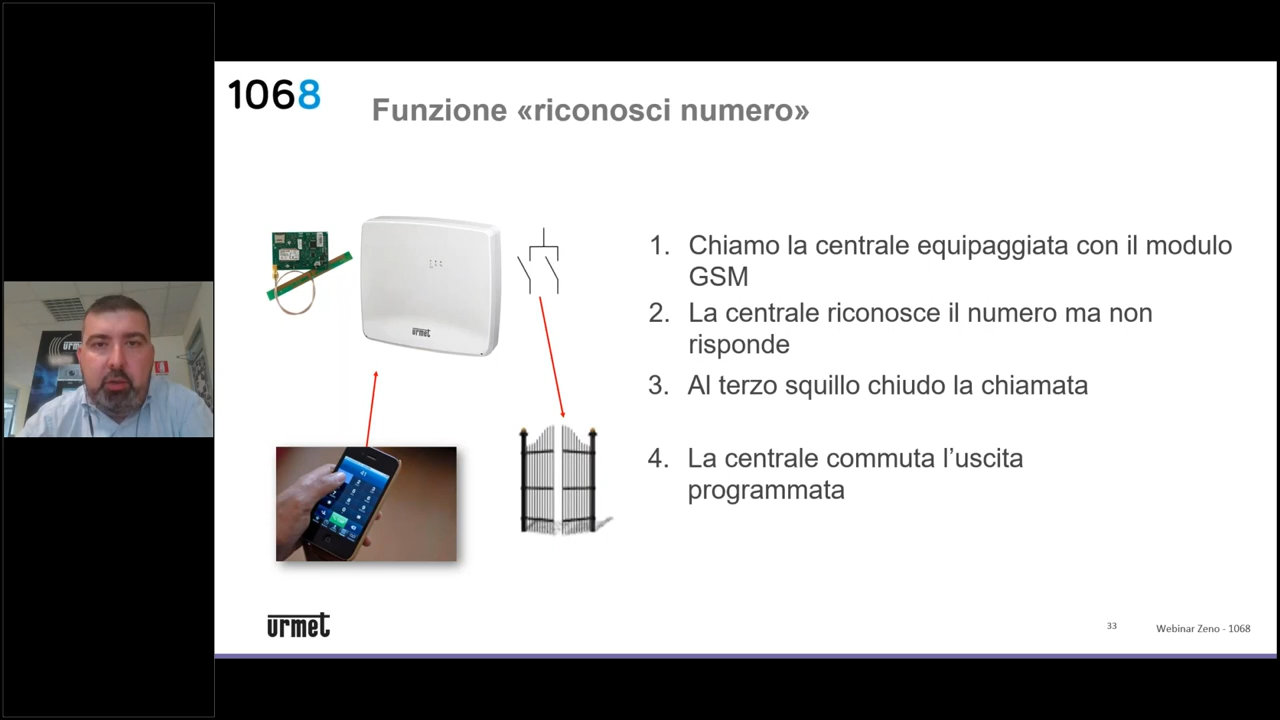 1068
Funzione «riconosci numero»
1. Chiamo la centrale equipaggiata con il modulo
GSM
2. La centrale riconosce il numero ma non
risponde
3. Al terzo squillo chiudo la chiamata
4. La centrale commuta l’uscita
programmata
urmet
41
urmet
33
Webinar Zeno - 1068